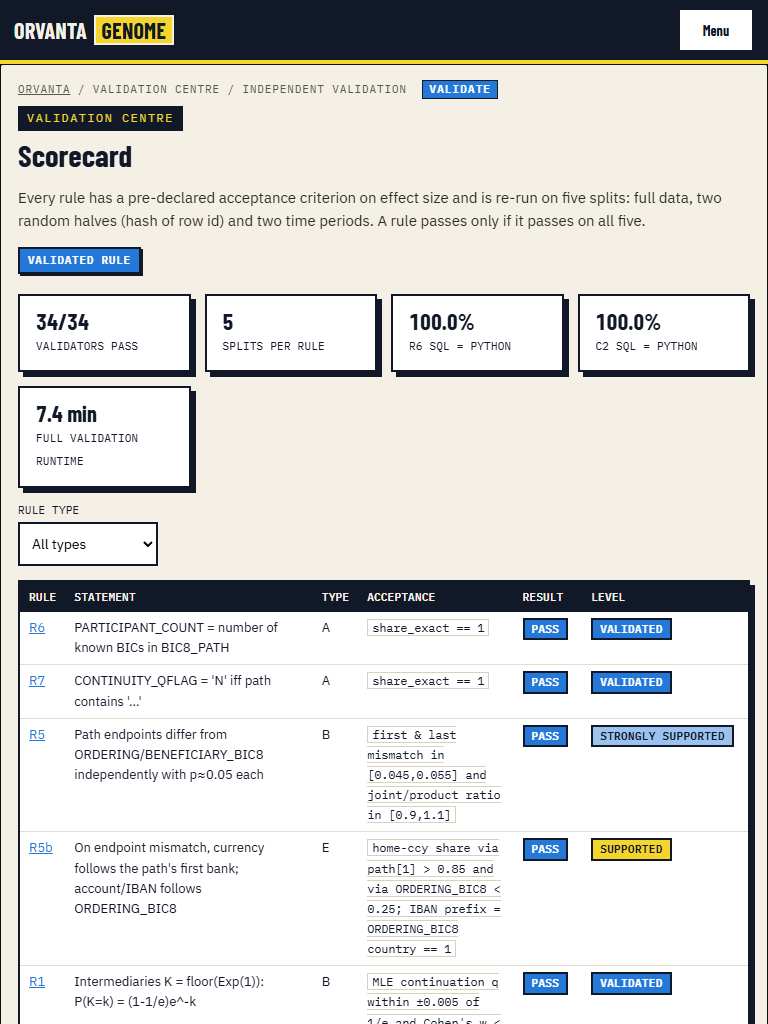 ORVANTA GENOME Menu
ORVANTA / VALIDATION CENTRE / INDEPENDENT VALIDATION VALIDATE
VALIDATION CENTRE
Scorecard
Every rule has a pre-declared acceptance criterion on effect size and is re-run on five splits: full data, two
random halves (hash of row id) and two time periods. A rule passes only if it passes on all five.
VALIDATED RULE
34/34
VALIDATORS PASS
5
SPLITS PER RULE
100.0%
R6 SQL = PYTHON
100.0%
C2 SQL = PYTHON
7.4 min
FULL VALIDATION
RUNTIME
RULE TYPE
All types
RULE STATEMENT TYPE ACCEPTANCE RESULT LEVEL
R6 PARTICIPANT_COUNT = number of A share_exact == 1 PASS VALIDATED
known BICs in BIC8_PATH
R7 CONTINUITY_QFLAG = 'N' iff path A share_exact == 1 PASS VALIDATED
contains '...'
R5 Path endpoints differ from B first & last PASS STRONGLY SUPPORTED
ORDERING/BENEFICIARY_BIC8 mismatch in
independently with p≈0.05 each [0.045,0.055] and
joint/product ratio
in [0.9,1.1]
R5b On endpoint mismatch, currency E home-ccy share via PASS SUPPORTED
follows the path's first bank; path[1] > 0.85 and
account/IBAN follows via ORDERING_BIC8 <
ORDERING_BIC8 0.25; IBAN prefix =
ORDERING_BIC8
country == 1
R1 Intermediaries K = floor(Exp(1)): B MLE continuation q PASS VALIDATED
P(K=k) = (1-1/e)e^-k within ±0.005 of
1/e and Cohen's w <